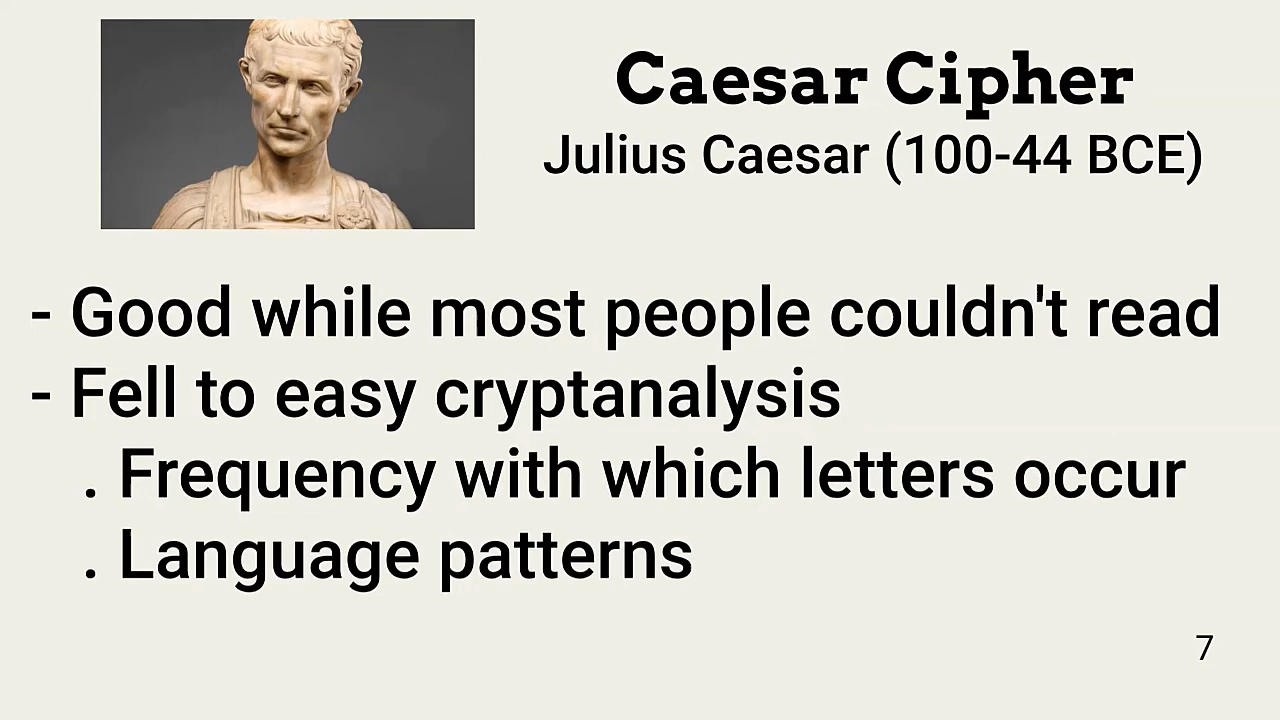 Caesar Cipher
Julius Caesar (100-44 BCE)
- Good while most people couldn't read
- Fell to easy cryptanalysis
. Frequency with which letters occur
. Language patterns
7